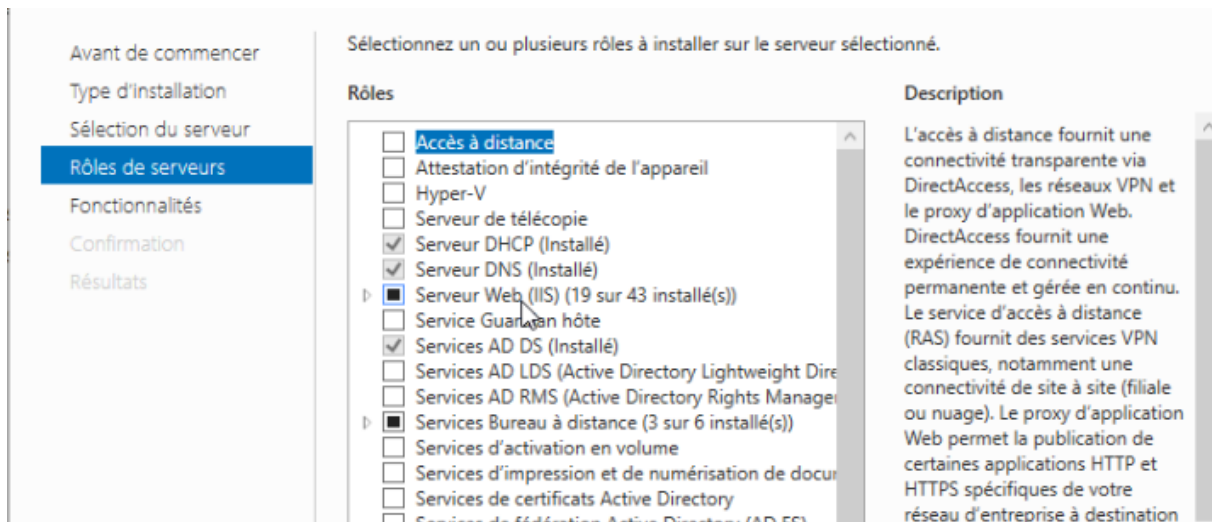 Avant de commencer
Type d'installation
Sélection du serveur
Rôles de serveurs
Fonctionnalités
Confirmation
Résultats
Sélectionnez un ou plusieurs rôles à installer sur le serveur sélectionné.
Rôles
Accès à distance
Attestation d'intégrité de l'appareil
Hyper-V
Serveur de télécopie
Serveur DHCP (Installé)
Serveur DNS (Installé)
Serveur Web (IIS) (19 sur 43 installé(s))
Service Guardian hôte
Services AD DS (Installé)
Services AD LDS (Active Directory Lightweight Dire
Services AD RMS (Active Directory Rights Manager
Services Bureau à distance (3 sur 6 installé(s))
Services d'activation en volume
Services d'impression et de numérisation de docur
Services de certificats Active Directory
Services de fédération Active Directory (AD FS)
Description
L'accès à distance fournit une
connectivité transparente via
DirectAccess, les réseaux VPN et
le proxy d'application Web.
DirectAccess fournit une
expérience de connectivité
permanente et gérée en continu.
Le service d'accès à distance
(RAS) fournit des services VPN
classiques, notamment une
connectivité de site à site (filiale
ou nuage). Le proxy d'application
Web permet la publication de
certaines applications HTTP et
HTTPS spécifiques de votre
réseau d'entreprise à destination